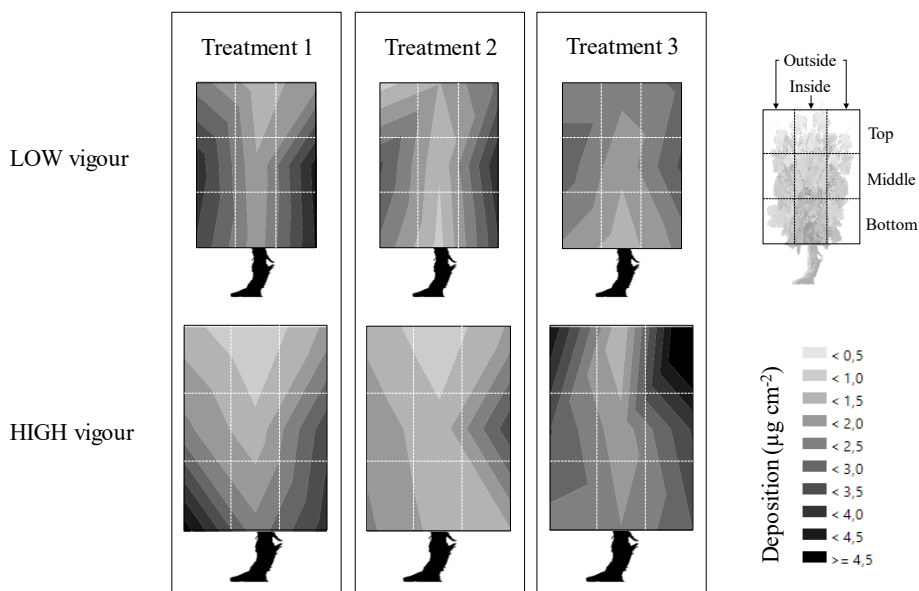 Treatment 1
Treatment 2
Treatment 3
LOW vigour
HIGH vigour
Outside
Inside
Top
Middle
Bottom
Deposition (µg cm-2)
< 0,5
< 1,0
< 1,5
< 2,0
< 2,5
< 3,0
< 3,5
< 4,0
< 4,5
>= 4,5